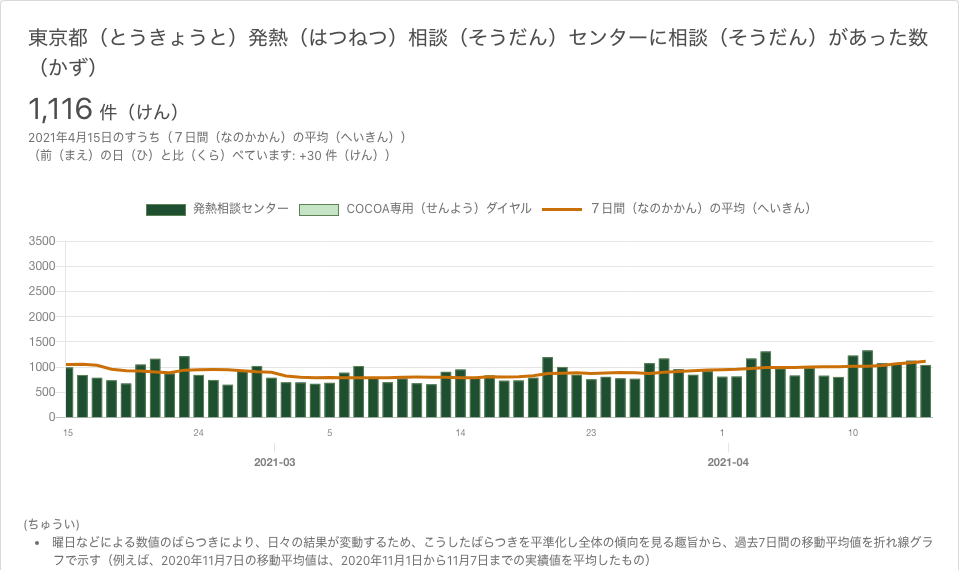 東京都（とうきょうと）発熱（はつねつ）相談（そうだん）センターに相談（そうだん）があった数
（かず）
1,116 件（けん）
2021年4月15日のすうち（７日間（なのかかん）の平均（へいきん））
（前（まえ）の日（ひ）と比（くら）べています: +30 件（けん））
発熱相談センター COCOA専用（せんよう）ダイヤル ７日間（なのかかん）の平均（へいきん）
3500
3000
2500
2000
1500
1000
500
0
15 24 5 14 23 1 10
2021-03 2021-04
(ちゅうい)
• 曜日などによる数値のばらつきにより、日々の結果が変動するため、こうしたばらつきを平準化し全体の傾向を見る趣旨から、過去7日間の移動平均値を折れ線グラ
フで示す（例えば、2020年11月7日の移動平均値は、2020年11月1日から11月7日までの実績値を平均したもの）